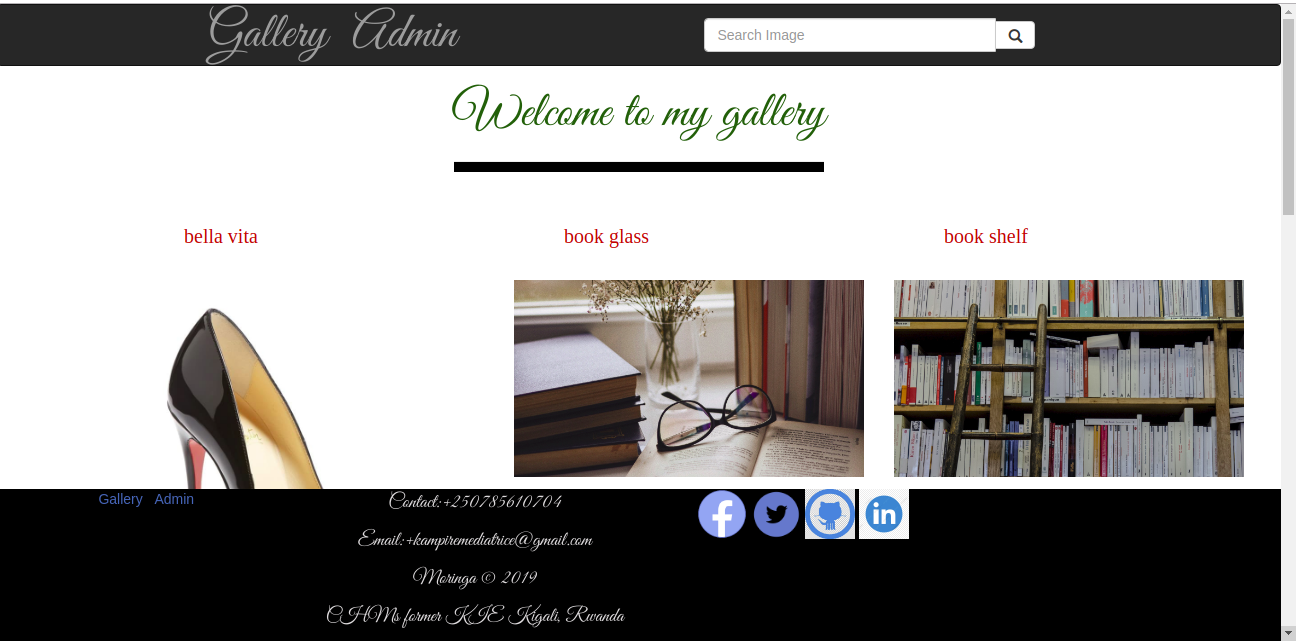 Gallery Admin
Search Image
Welcome to my gallery
bella vita
book glass
book shelf
Gallery Admin
Contact:+250785610704
Email:+kampiremediatrice@gmail.com
Moringa © 2019
CHMs former KIE Kigali, Rwanda
f
in